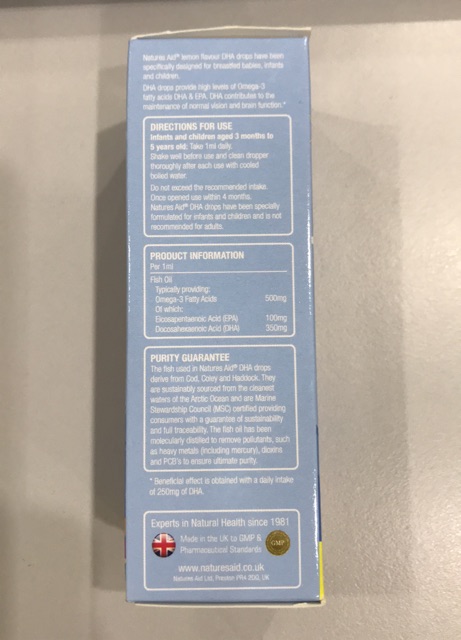 Natures Aid® lemon flavour DHA drops have been
specifically designed for breastfed babies, infants
and children.
DHA drops provide high levels of Omega-3
fatty acids DHA & EPA. DHA contributes to the
maintenance of normal vision and brain function.*
DIRECTIONS FOR USE
Infants and children aged 3 months to
5 years old: Take 1ml daily.
Shake well before use and clean dropper
thoroughly after each use with cooled
boiled water.
Do not exceed the recommended intake.
Once opened use within 4 months.
Natures Aid® DHA drops have been specially
formulated for infants and children and is not
recommended for adults.
PRODUCT INFORMATION
Per 1ml
Fish Oil
Typically providing:
Omega-3 Fatty Acids 500mg
Of which:
Eicosapentaenoic Acid (EPA) 100mg
Docosahexaenoic Acid (DHA) 350mg
PURITY GUARANTEE
The fish used in Natures Aid® DHA drops
derive from Cod, Coley and Haddock. They
are sustainably sourced from the cleanest
waters of the Arctic Ocean and are Marine
Stewardship Council (MSC) certified providing
consumers with a guarantee of sustainability
and full traceability. The fish oil has been
molecularly distilled to remove pollutants, such
as heavy metals (including mercury), dioxins
and PCB's to ensure ultimate purity.
* Beneficial effect is obtained with a daily intake
of 250mg of DHA.
Experts in Natural Health since 1981
Made in the UK to GMP &
Pharmaceutical Standards
GMP
www.naturesaid.co.uk
Natures Aid Ltd, Preston PR4 2DG, UK